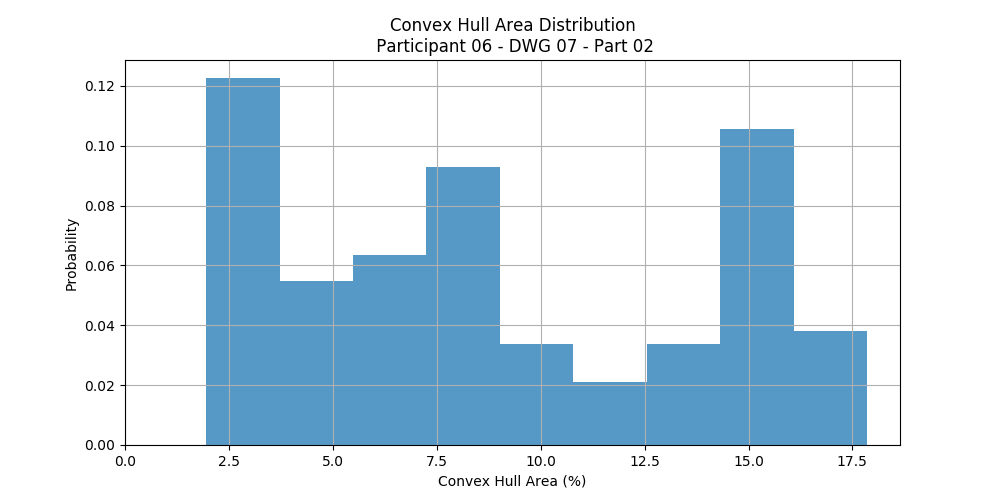 Convex Hull Area Distribution
Participant 06 - DWG 07 - Part 02
0.12
0.10
0.08
0.06
0.04
0.02
0.00
Probability
0.0 2.5 5.0 7.5 10.0 12.5 15.0 17.5
Convex Hull Area (%)